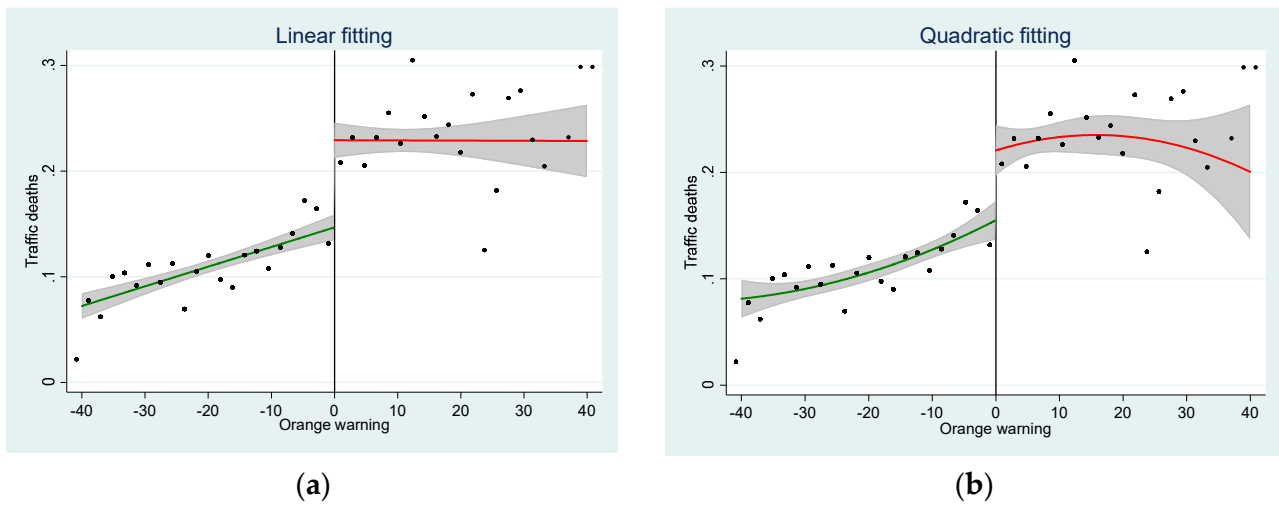 Linear fitting
Traffic deaths
.3
.2
.1
0
-40 -30 -20 -10 0 10 20 30 40
Orange warning
(a)
Quadratic fitting
Traffic deaths
.3
.2
.1
0
-40 -30 -20 -10 0 10 20 30 40
Orange warning
(b)